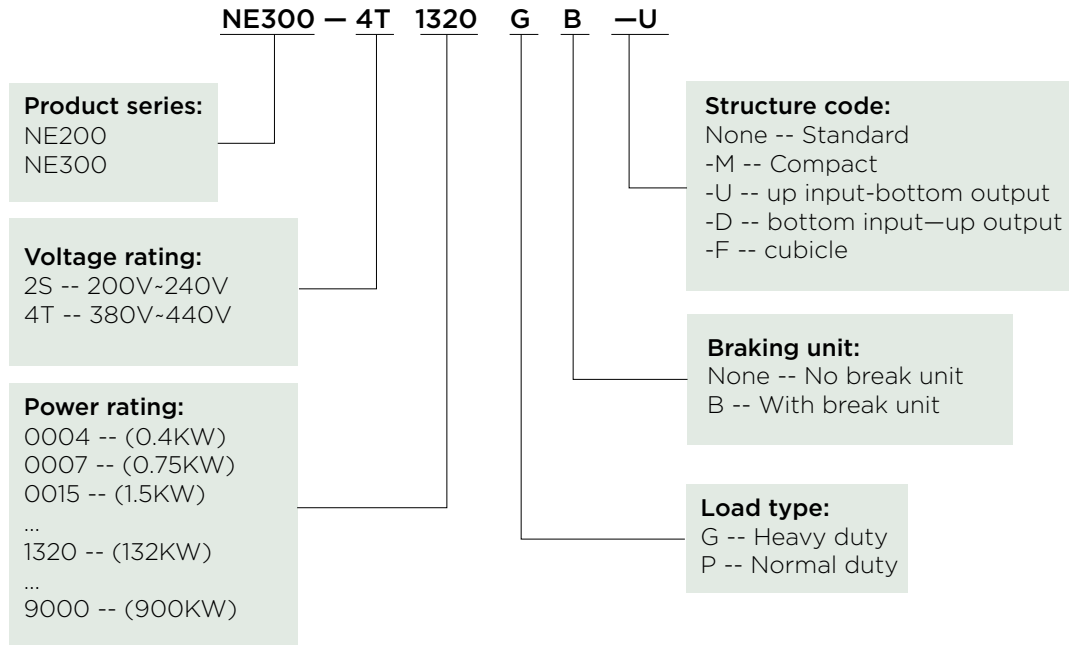 NE300 — 4T 1320 G B —U
Product series:
NE200
NE300
Voltage rating:
2S -- 200V~240V
4T -- 380V~440V
Power rating:
0004 -- (0.4KW)
0007 -- (0.75KW)
0015 -- (1.5KW)
...
1320 -- (132KW)
...
9000 -- (900KW)
Structure code:
None -- Standard
-M -- Compact
-U -- up input-bottom output
-D -- bottom input—up output
-F -- cubicle
Braking unit:
None -- No break unit
B -- With break unit
Load type:
G -- Heavy duty
P -- Normal duty